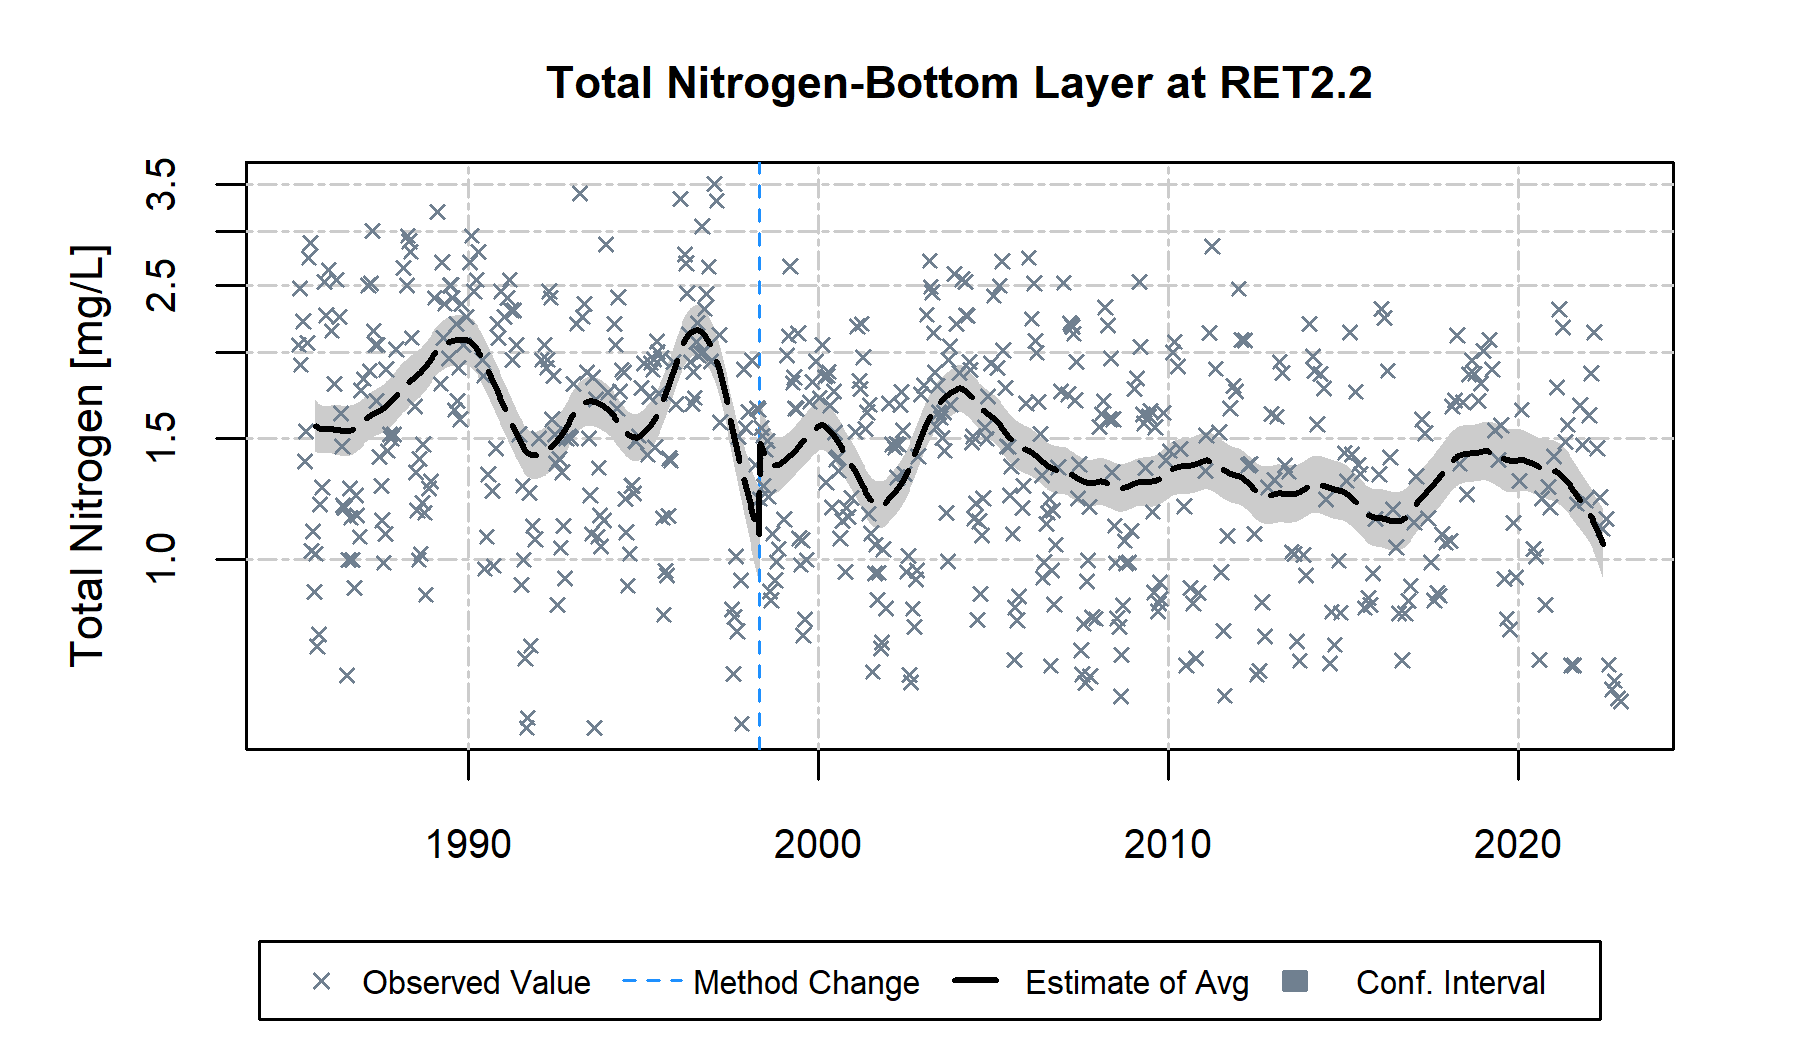 Total Nitrogen-Bottom Layer at RET2.2
Total Nitrogen [mg/L]
3.5
2.5
1.5
1.0
1990 2000 2010 2020
Observed Value Method Change Estimate of Avg Conf. Interval